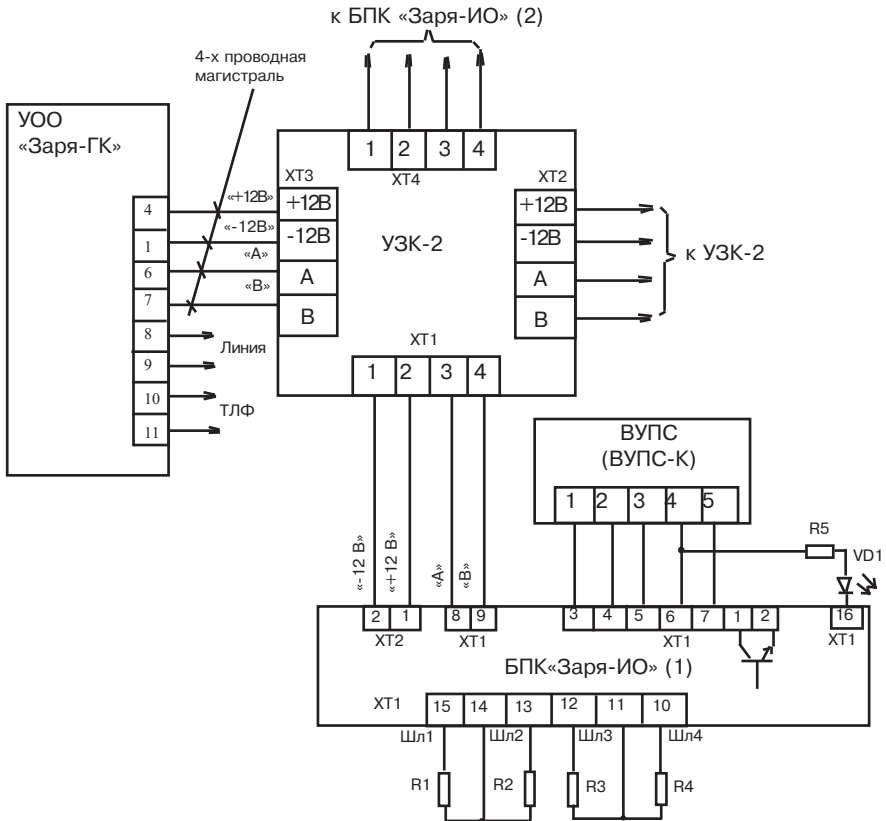 к БПК «Заря-ИО» (2)
4-х проводная
магистраль
УОО
«Заря-ГК»
1 2 3 4
ХТ4
ХТ3
ХТ2
4
«+12В»
+12В
+12В
1
«-12В»
-12В
-12В
УЗК-2
к УЗК-2
6
«А»
А
А
7
«В»
В
В
8
Линия
9
10
ТЛФ
11
ХТ1
1 2 3 4
ВУПС
(ВУПС-К)
1 2 3 4 5
R5
VD1
«-12 В»
«+12 В»
«А»
«В»
2 1
8 9
3 4 5 6 7 1 2
16
ХТ2
ХТ1
ХТ1
ХТ1
БПК«Заря-ИО» (1)
ХТ1
15 14 13 12 11 10
Шл1
Шл2
Шл3
Шл4
R1
R2
R3
R4